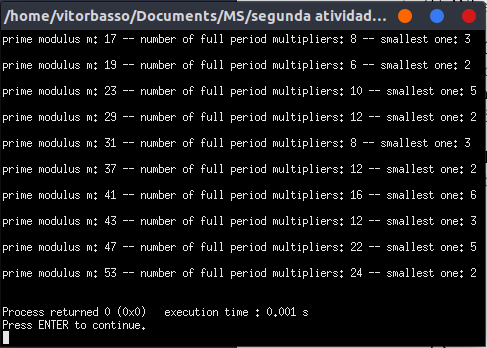 /home/vitorbasso/Documents/MS/segunda atividad...
prime modulus m: 17 -- number of full period multipliers: 8 -- smallest one: 3
prime modulus m: 19 -- number of full period multipliers: 6 -- smallest one: 2
prime modulus m: 23 -- number of full period multipliers: 10 -- smallest one: 5
prime modulus m: 29 -- number of full period multipliers: 12 -- smallest one: 2
prime modulus m: 31 -- number of full period multipliers: 8 -- smallest one: 3
prime modulus m: 37 -- number of full period multipliers: 12 -- smallest one: 2
prime modulus m: 41 -- number of full period multipliers: 16 -- smallest one: 6
prime modulus m: 43 -- number of full period multipliers: 12 -- smallest one: 3
prime modulus m: 47 -- number of full period multipliers: 22 -- smallest one: 5
prime modulus m: 53 -- number of full period multipliers: 24 -- smallest one: 2
Process returned 0 (0x0)   execution time : 0.001 s
Press ENTER to continue.